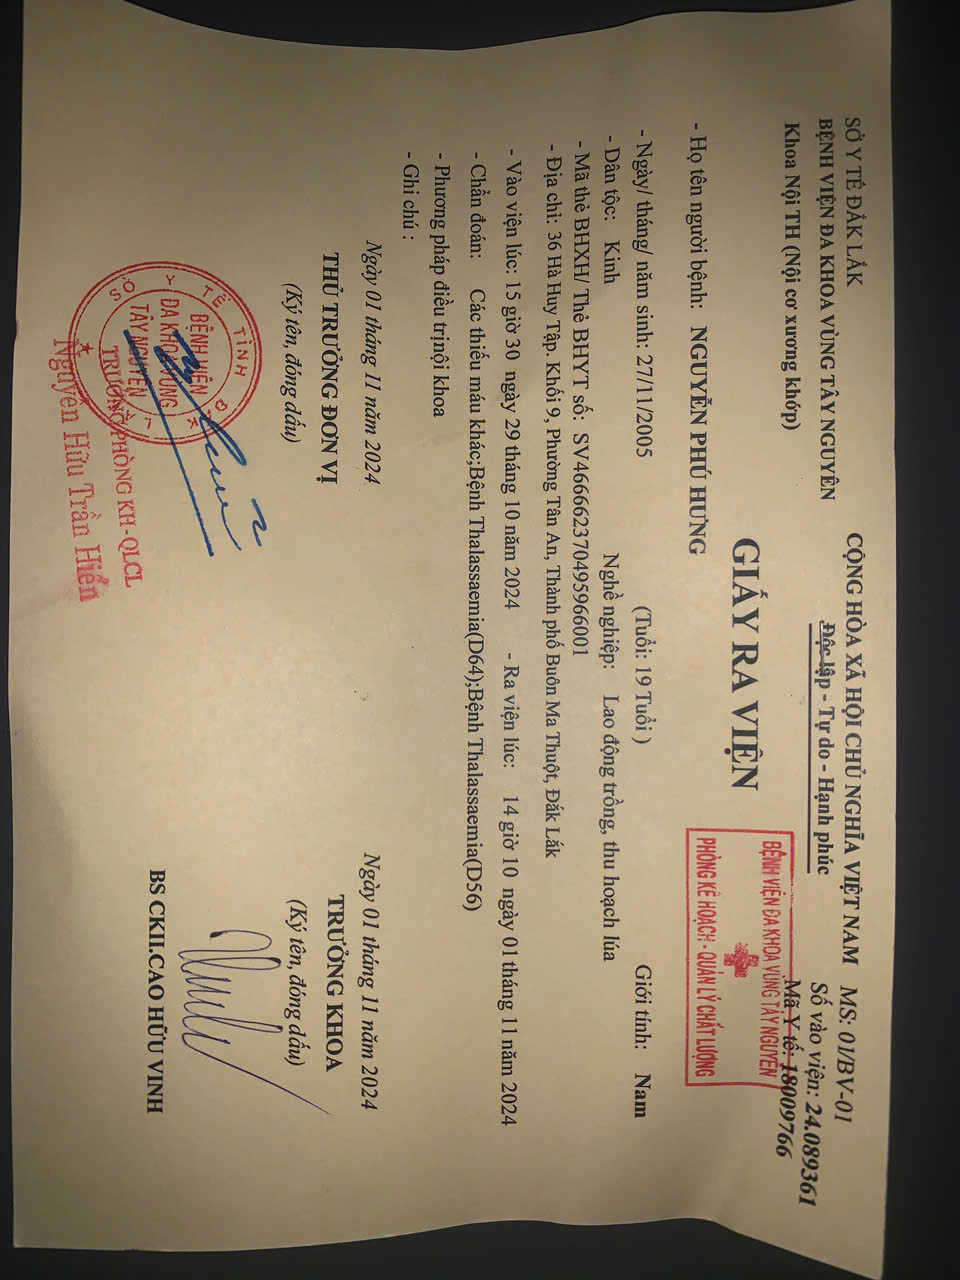 SỞ Y TẾ ĐẮK LẮK
BỆNH VIỆN ĐA KHOA VÙNG TÂY NGUYÊN
Khoa Nội TH (Nội cơ xương khớp)
CỘNG HÒA XÃ HỘI CHỦ NGHĨA VIỆT NAM
Độc lập - Tự do - Hạnh phúc
MS: 01/BV-01
Số vào viện: 24.089361
Mã Y tế: 18009766
BỆNH VIỆN ĐA KHOA VÙNG TÂY NGUYÊN
PHÒNG KẾ HOẠCH - QUẢN LÝ CHẤT LƯỢNG
GIẤY RA VIỆN
- Họ tên người bệnh: NGUYỄN PHÚ HƯNG
- Ngày/ tháng/ năm sinh: 27/11/2005 (Tuổi: 19 Tuổi ) Giới tính: Nam
- Dân tộc: Kinh Nghề nghiệp: Lao động trồng, thu hoạch lúa
- Mã thẻ BHXH/ Thẻ BHYT số: SV4666623704959​66001
- Địa chỉ: 36 Hà Huy Tập. Khối 9, Phường Tân An, Thành phố Buôn Ma Thuột, Đắk Lắk
- Vào viện lúc: 15 giờ 30 ngày 29 tháng 10 năm 2024 - Ra viện lúc: 14 giờ 10 ngày 01 tháng 11 năm 2024
- Chẩn đoán: Các thiếu máu khác;Bệnh Thalassaemia(D64);Bệnh Thalassaemia(D56)
- Phương pháp điều trịnội khoa
- Ghi chú :
Ngày 01 tháng 11 năm 2024
THỦ TRƯỞNG ĐƠN VỊ
(Ký tên, đóng dấu)
SỞ Y TẾ TỈNH ĐẮK LẮK
BỆNH VIỆN
ĐA KHOA VÙNG
TÂY NGUYÊN
TRƯỞNG PHÒNG KH - QLCL
Nguyễn Hữu Trần Hiển
Ngày 01 tháng 11 năm 2024
TRƯỞNG KHOA
(Ký tên, đóng dấu)
BS CKII.CAO HỮU VINH